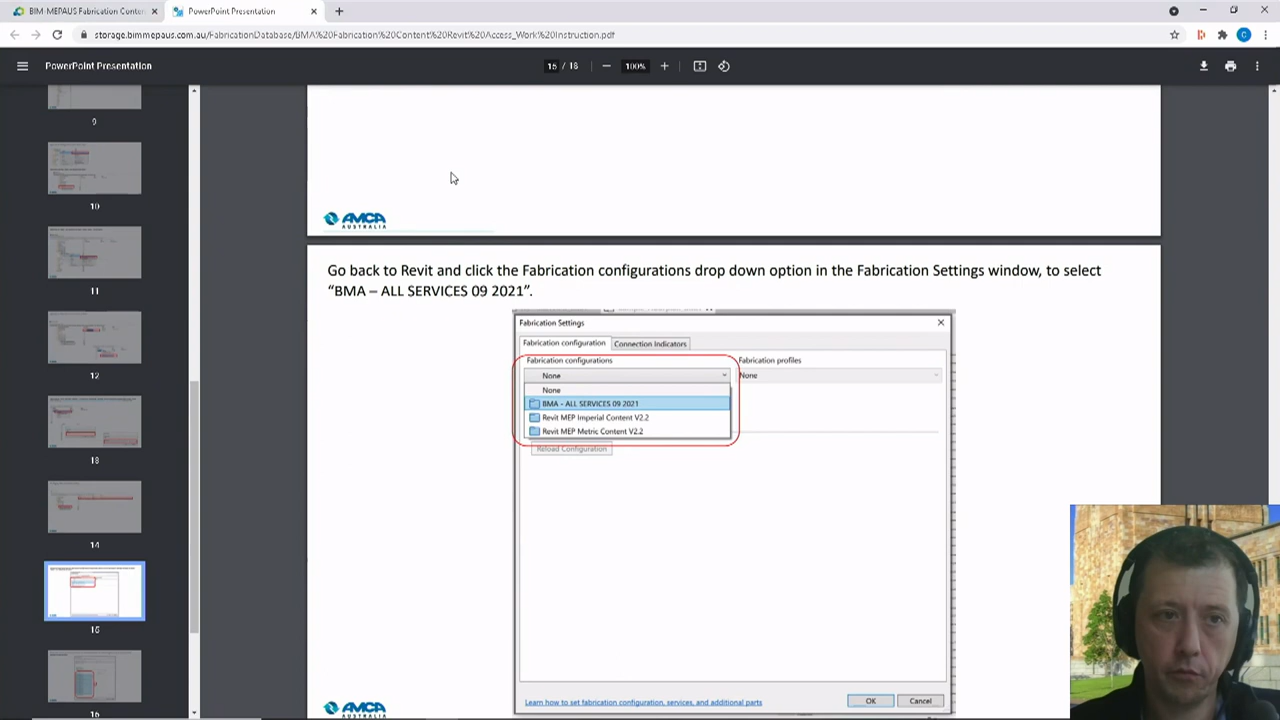 BIM-MEPAUS Fabrication Conten
PowerPoint Presentation
storage.bimmepaus.com.au/FabricationDatabase/BMA%20Fabrication%20Content%20Revit%20Access_Work%20Instruction.pdf
C
PowerPoint Presentation
15 / 18
100%
9
10
11
12
13
14
15
16
AMCA
AUSTRALIA
Go back to Revit and click the Fabrication configurations drop down option in the Fabrication Settings window, to select
“BMA – ALL SERVICES 09 2021”.
Fabrication Settings
Fabrication configuration
Connection Indicators
Fabrication configurations
Fabrication profiles
None
None
None
BMA - ALL SERVICES 09 2021
Revit MEP Imperial Content V2.2
Revit MEP Metric Content V2.2
Reload Configuration
Learn how to set fabrication configuration, services, and additional parts
OK
Cancel
AMCA
AUSTRALIA